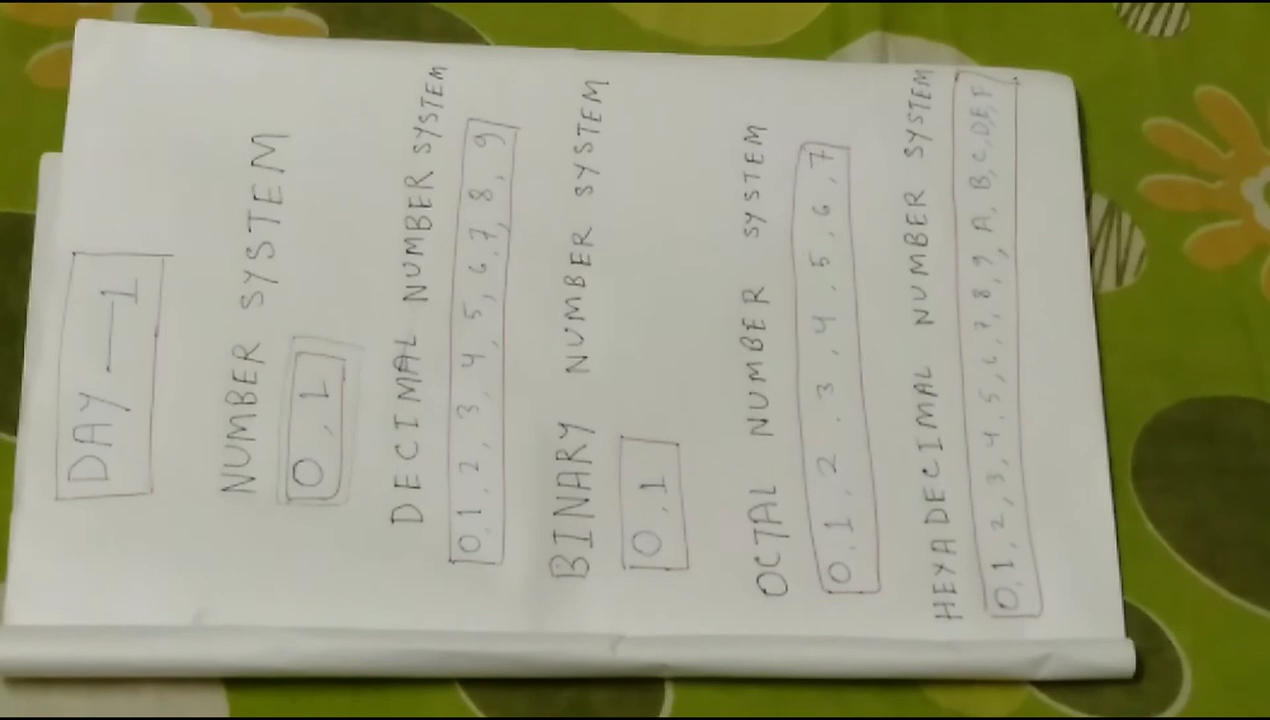 DAY — 1
NUMBER SYSTEM
0, 1
DECIMAL NUMBER SYSTEM
0, 1, 2, 3, 4, 5, 6, 7, 8, 9
BINARY NUMBER SYSTEM
0, 1
OCTAL NUMBER SYSTEM
0, 1, 2, 3, 4, 5, 6, 7
HEXADECIMAL NUMBER SYSTEM
0, 1, 2, 3, 4, 5, 6, 7, 8, 9, A, B, C, D, E, F